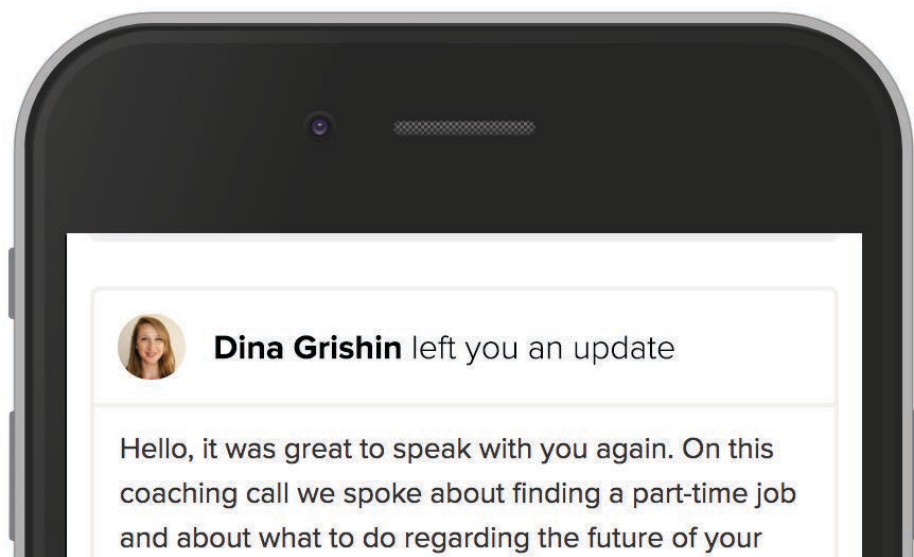 Dina Grishin left you an update
Hello, it was great to speak with you again. On this
coaching call we spoke about finding a part-time job
and about what to do regarding the future of your